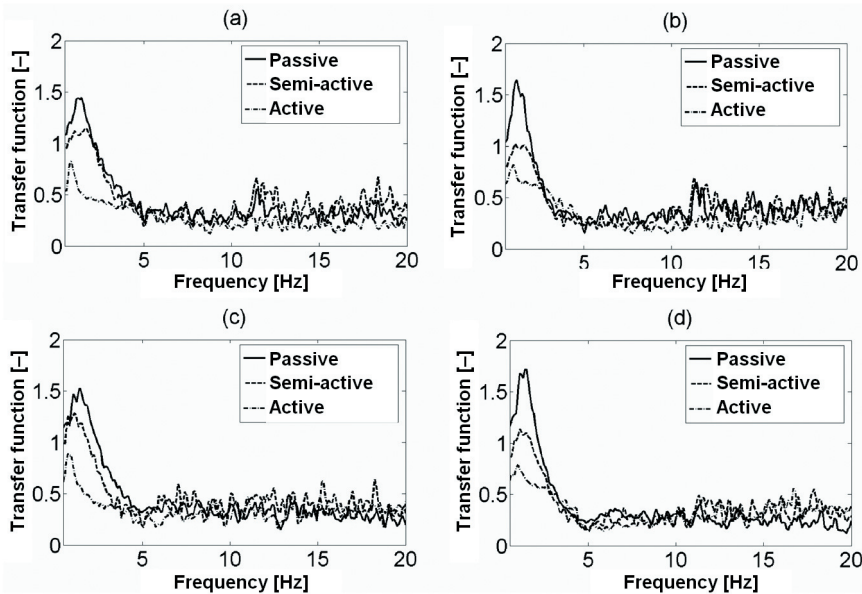 (a)
Transfer function [–]
2
1.5
1
0.5
0
5
10
15
20
Frequency [Hz]
Passive
Semi-active
Active
(b)
Transfer function [–]
2
1.5
1
0.5
0
5
10
15
20
Frequency [Hz]
Passive
Semi-active
Active
(c)
Transfer function [–]
2
1.5
1
0.5
0
5
10
15
20
Frequency [Hz]
Passive
Semi-active
Active
(d)
Transfer function [–]
2
1.5
1
0.5
0
5
10
15
20
Frequency [Hz]
Passive
Semi-active
Active